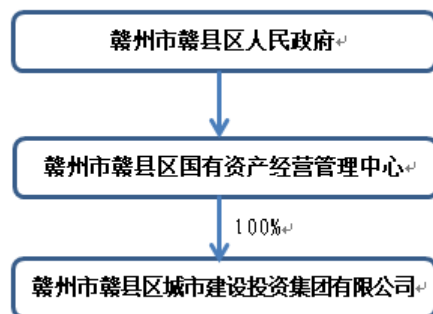 赣州市赣县区人民政府↵
赣州市赣县区国有资产经营管理中心↵
100%↵
赣州市赣县区城市建设投资集团有限公司↵